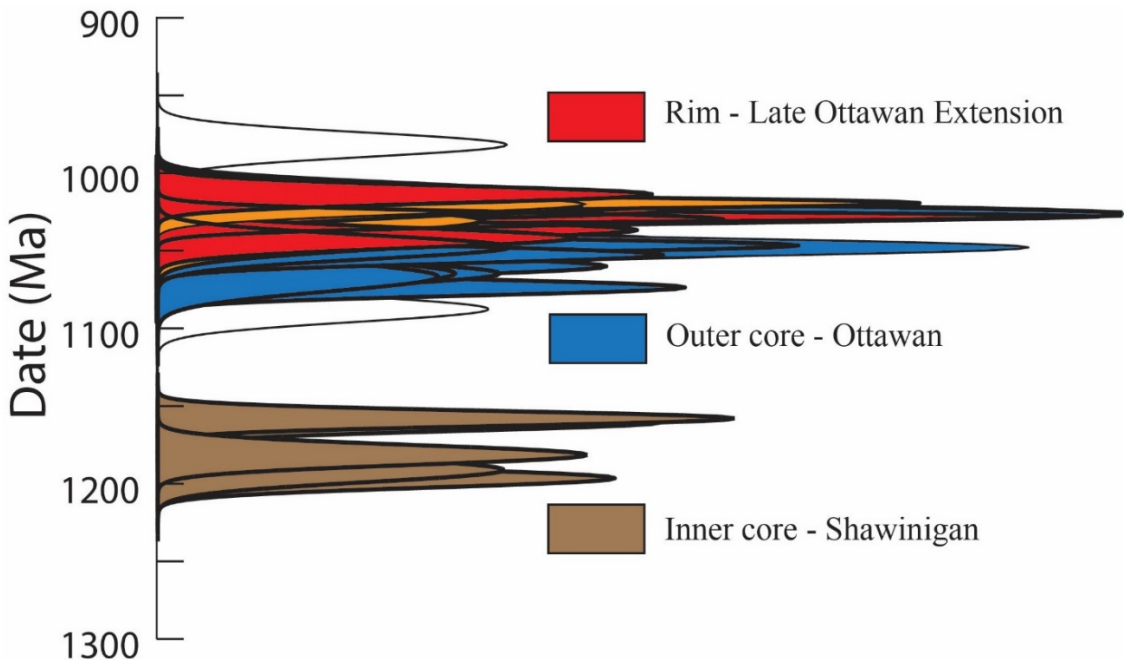 900
Rim - Late Ottawan Extension
1000
Date (Ma)
1100
Outer core - Ottawan
1200
Inner core - Shawinigan
1300